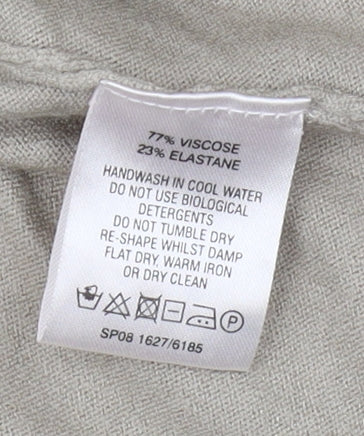 77% VISCOSE
23% ELASTANE
HANDWASH IN COOL WATER
DO NOT USE BIOLOGICAL
DETERGENTS
DO NOT TUMBLE DRY
RE-SHAPE WHILST DAMP
FLAT DRY, WARM IRON
OR DRY CLEAN
P
SP08 1627/6185